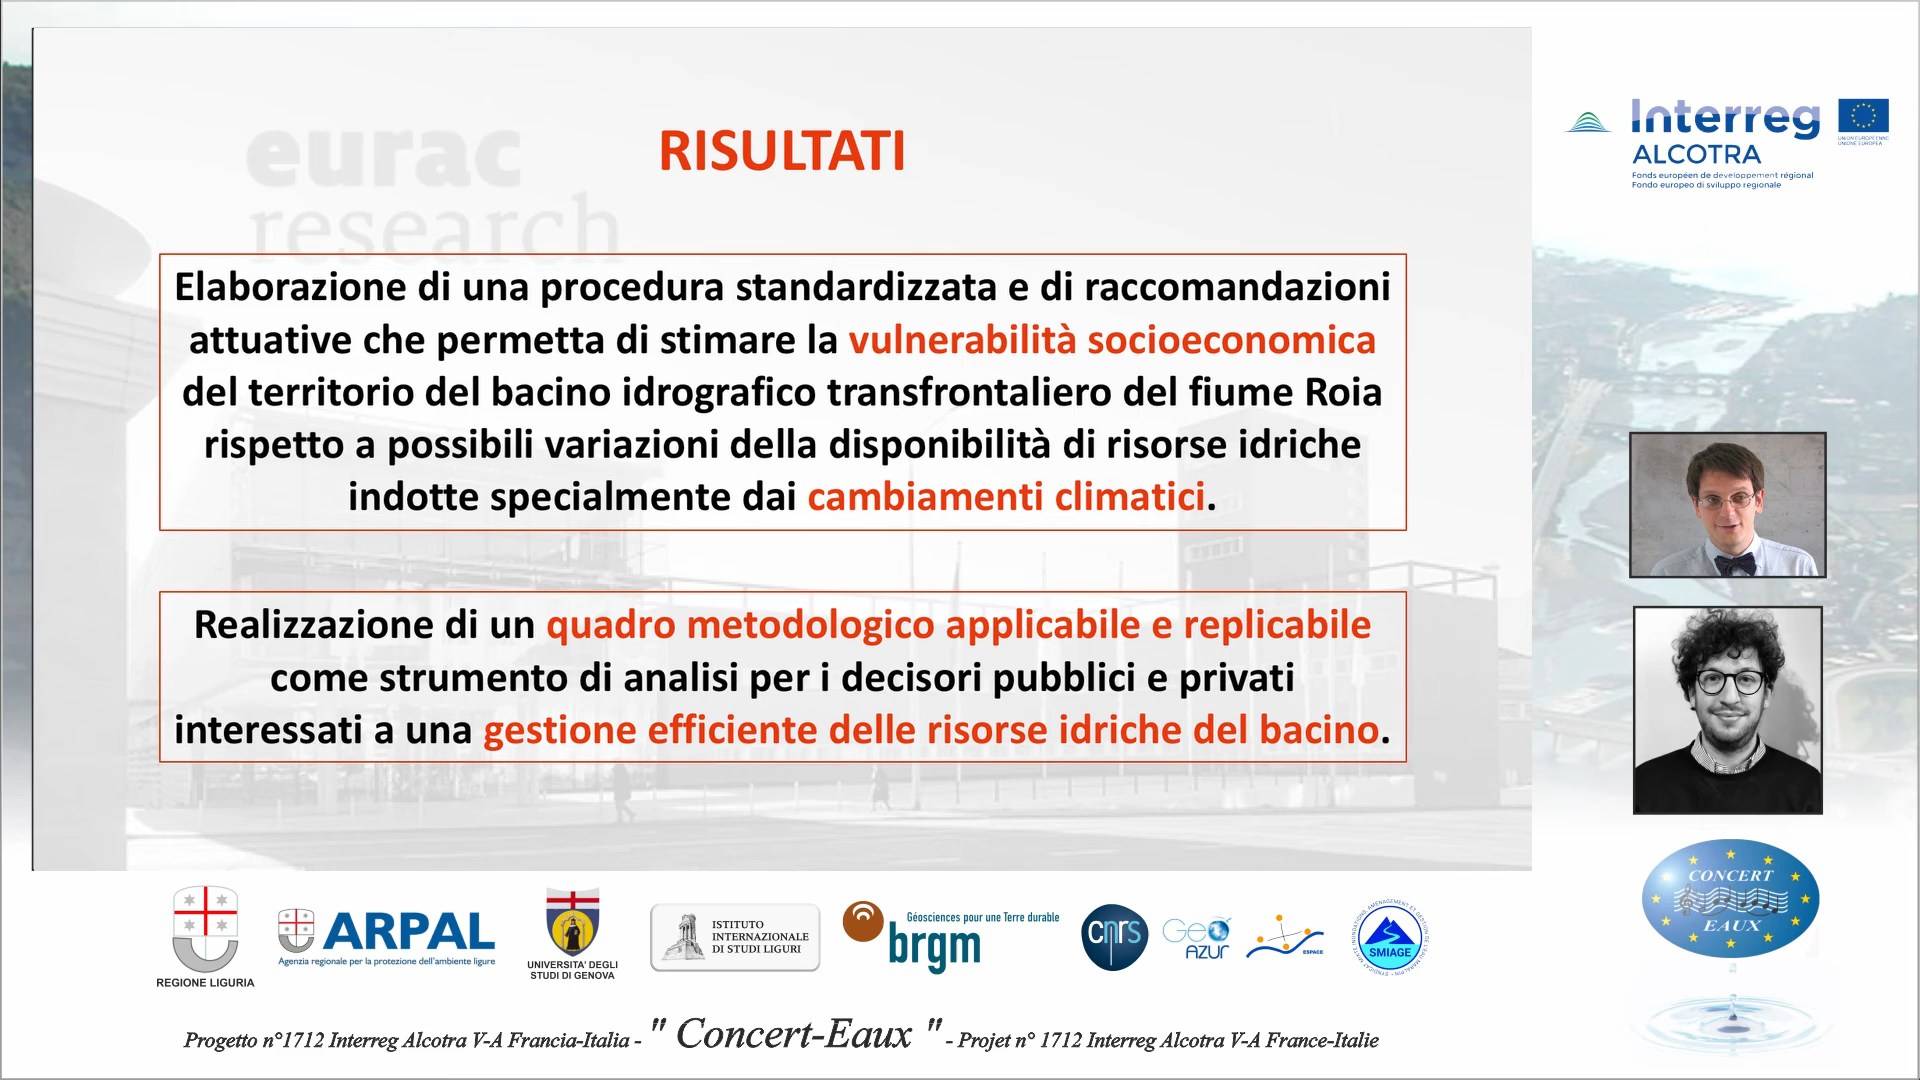 eurac
research
RISULTATI
Elaborazione di una procedura standardizzata e di raccomandazioni
attuative che permetta di stimare la vulnerabilità socioeconomica
del territorio del bacino idrografico transfrontaliero del fiume Roia
rispetto a possibili variazioni della disponibilità di risorse idriche
indotte specialmente dai cambiamenti climatici.
Realizzazione di un quadro metodologico applicabile e replicabile
come strumento di analisi per i decisori pubblici e privati
interessati a una gestione efficiente delle risorse idriche del bacino.
Interreg
ALCOTRA
UNION EUROPÉENNE
UNIONE EUROPEA
Fonds européen de developpement régional
Fondo europeo di sviluppo regionale
CONCERT
EAUX
REGIONE LIGURIA
ARPAL
Agenzia regionale per la protezione dell'ambiente ligure
UNIVERSITA' DEGLI
STUDI DI GENOVA
ISTITUTO
INTERNAZIONALE
DI STUDI LIGURI
Géosciences pour une Terre durable
brgm
cnrs
GeO
AZUR
ESPACE
SMIAGE
Progetto n°1712 Interreg Alcotra V-A Francia-Italia - " Concert-Eaux " - Projet n° 1712 Interreg Alcotra V-A France-Italie